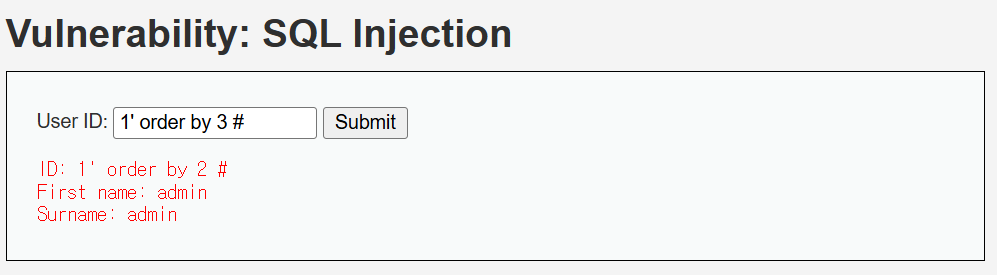 Vulnerability: SQL Injection
User ID: 1' order by 3 # Submit
ID: 1' order by 2 #
First name: admin
Surname: admin